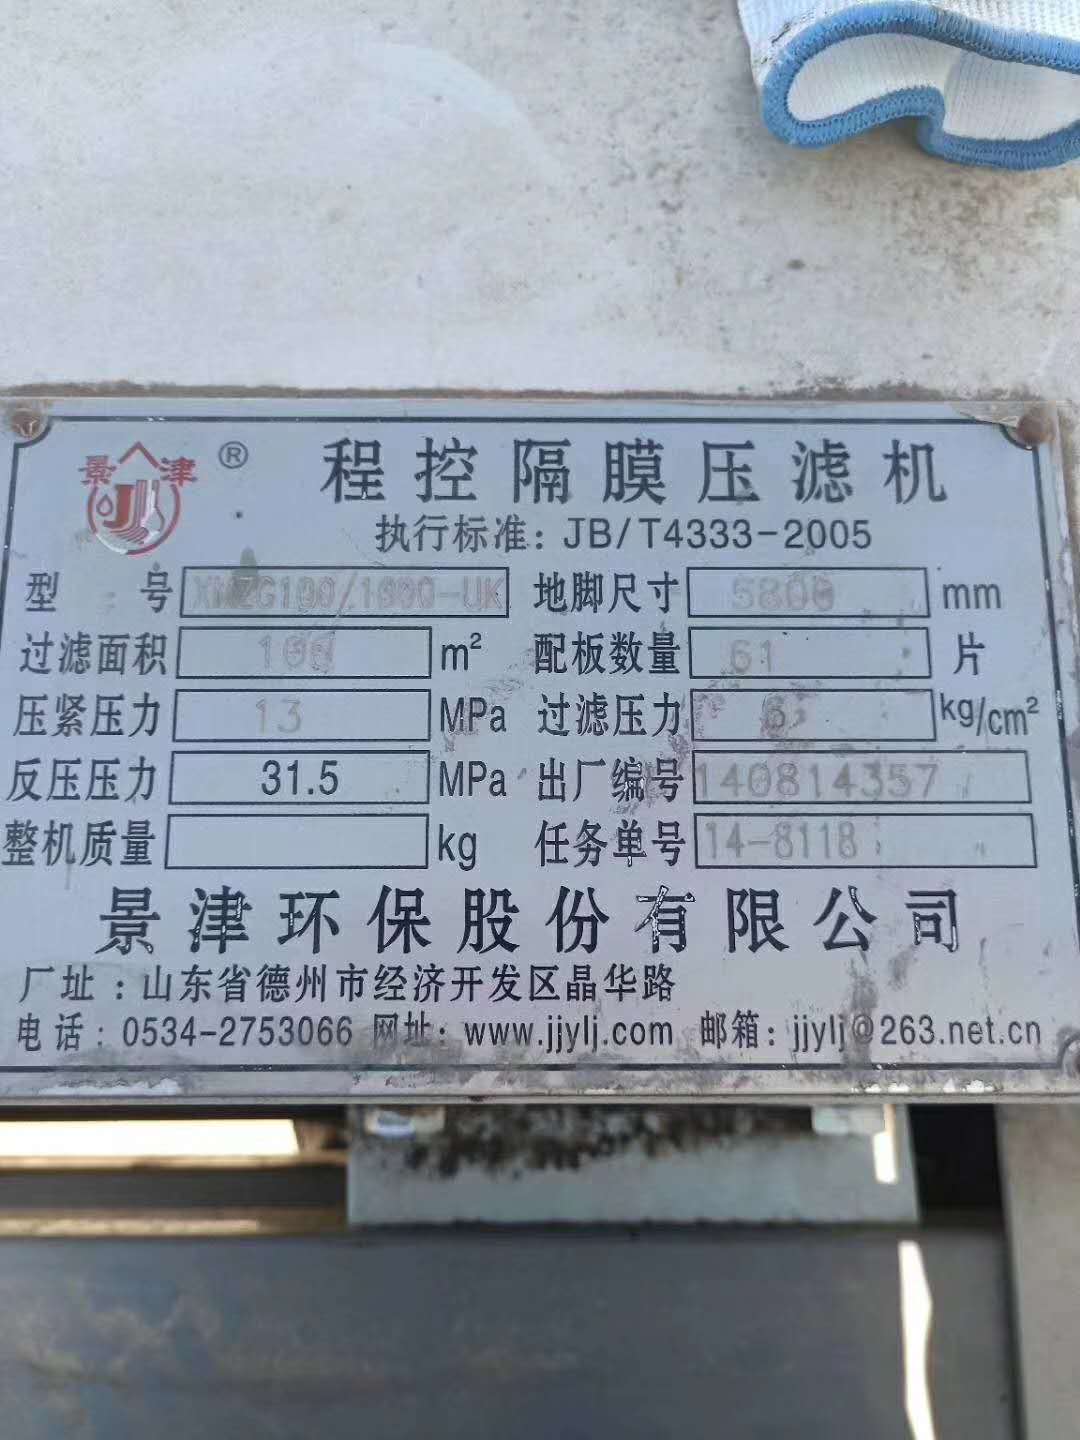 景津 ® 程控隔膜压滤机
执行标准: JB/T4333-2005
型号 XMZG100/1000-UK 地脚尺寸 5800 mm
过滤面积 100 m² 配板数量 61 片
压紧压力 13 MPa 过滤压力 6 kg/cm²
反压压力 31.5 MPa 出厂编号 140814357
整机质量 kg 任务单号 14-8118
景津环保股份有限公司
厂址:山东省德州市经济开发区晶华路
电话: 0534-2753066 网址: www.jjylj.com 邮箱: jjylj@263.net.cn